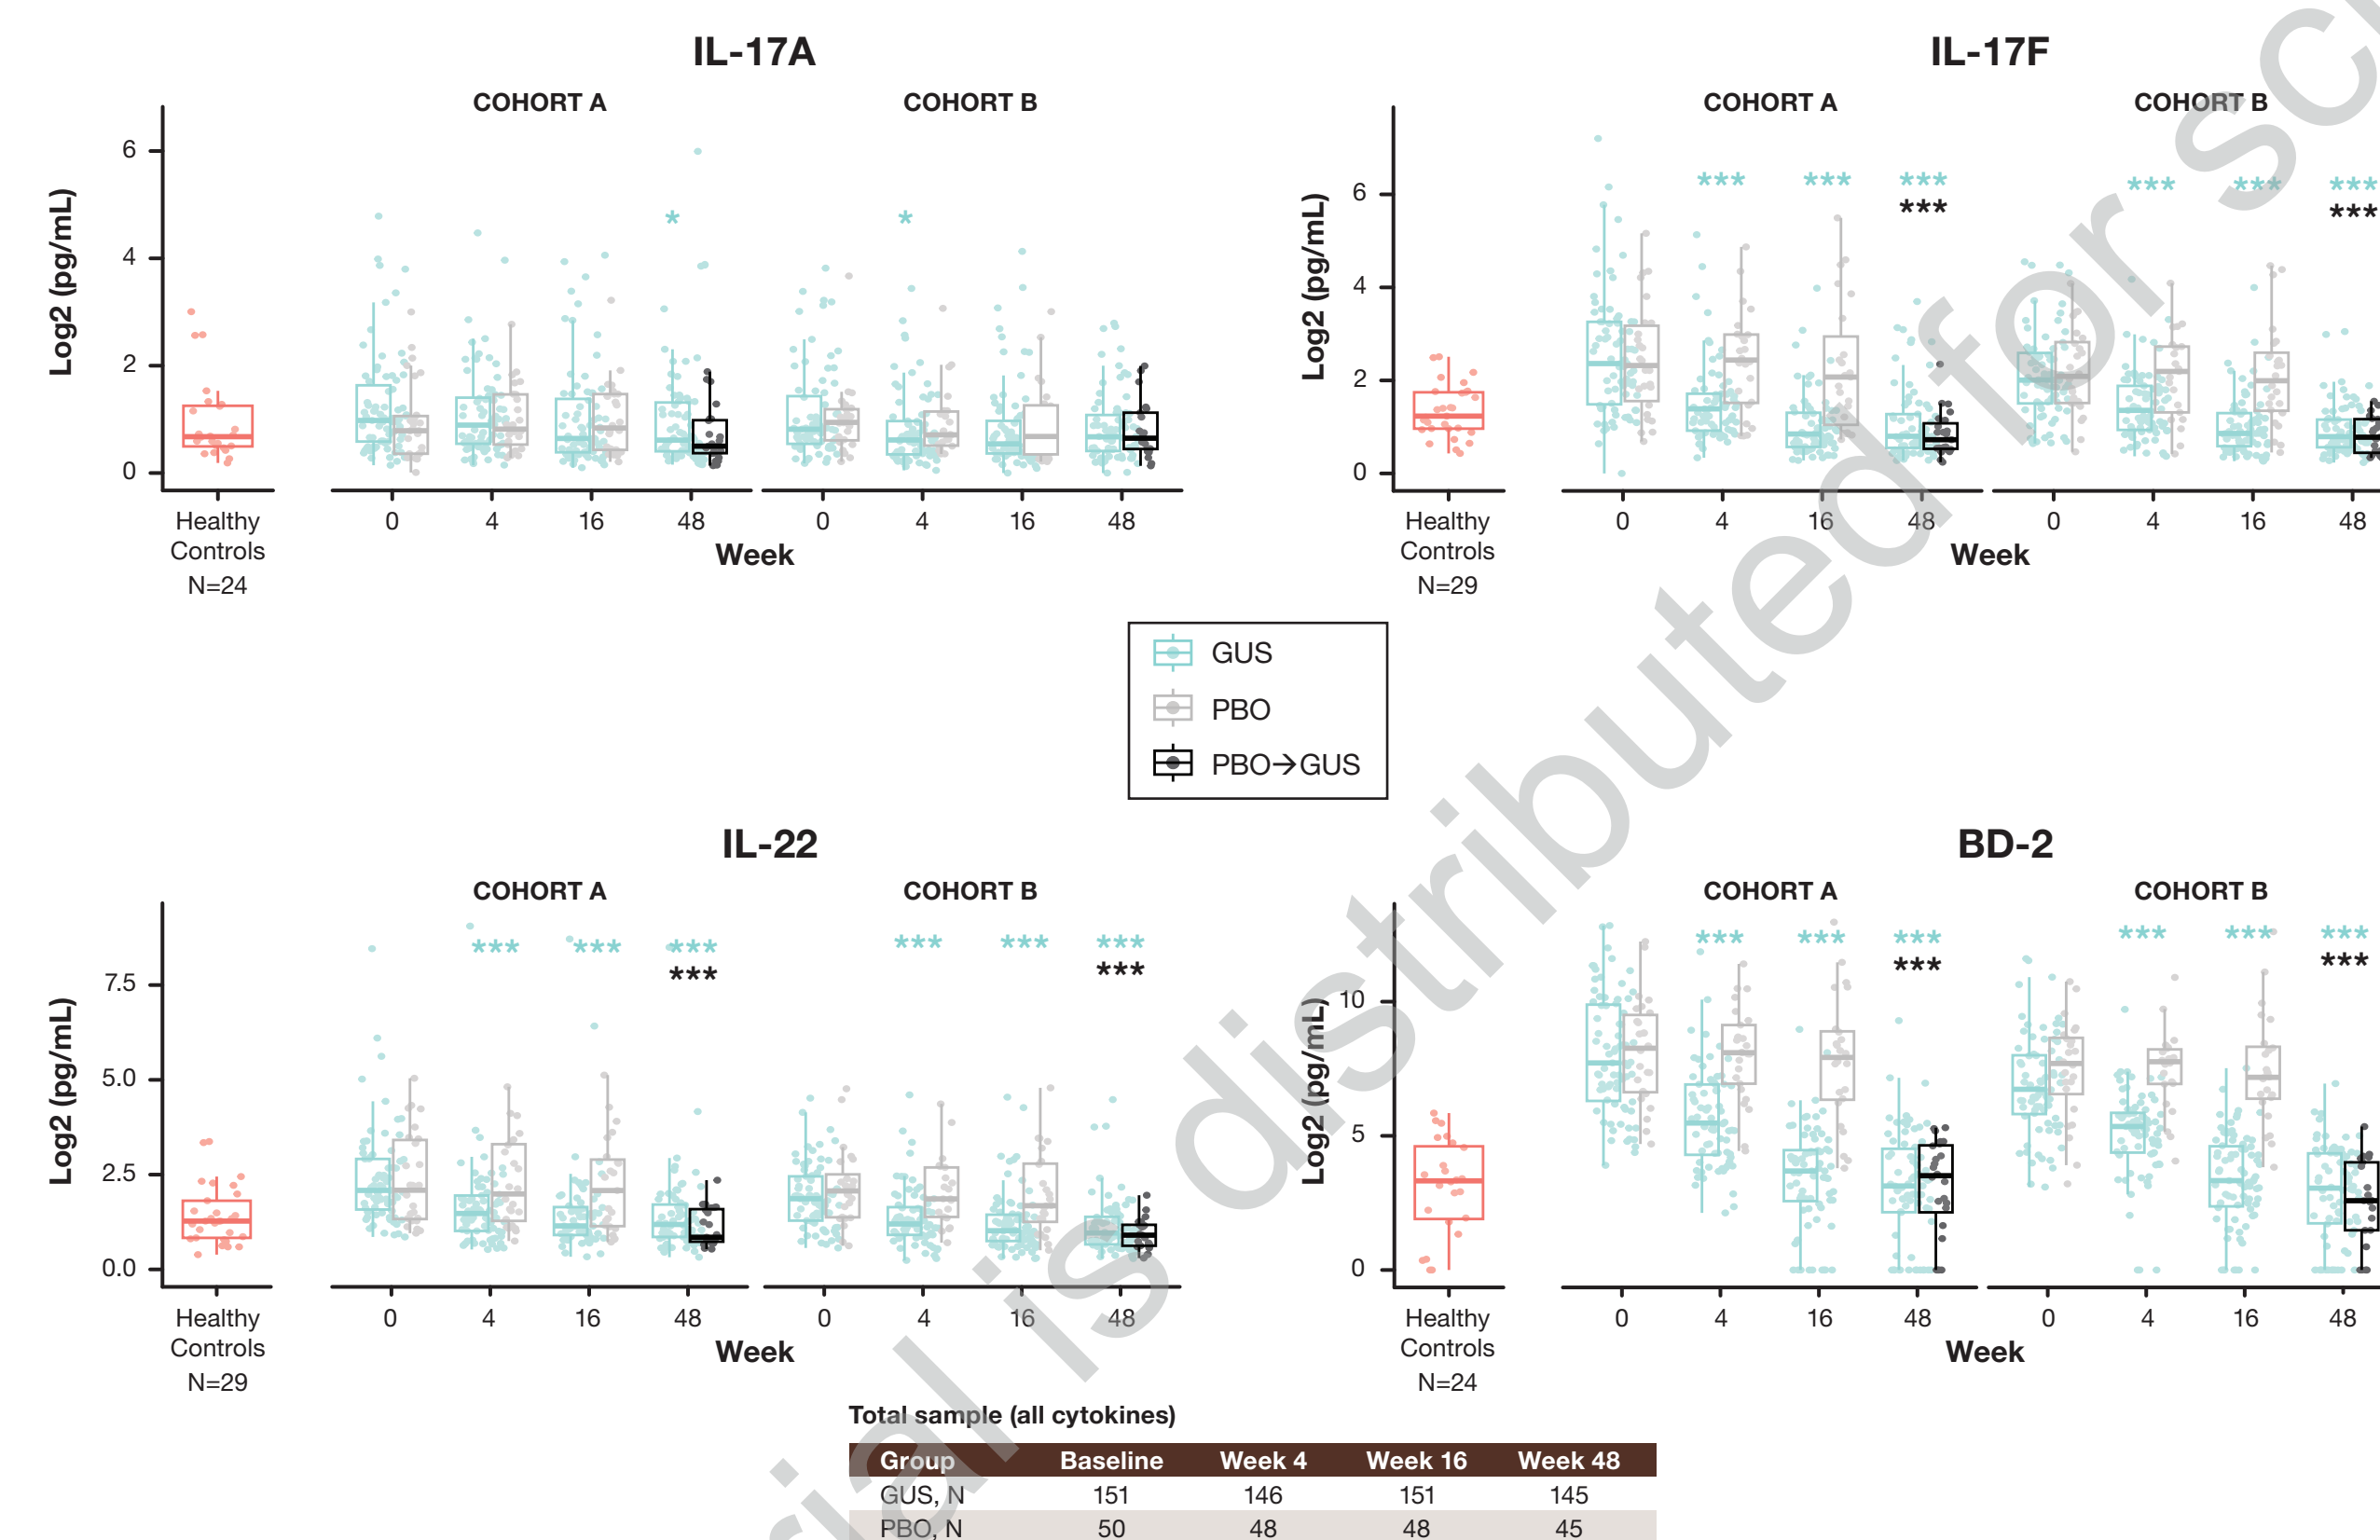 IL-17A
COHORT A
COHORT B
Log2 (pg/mL)
6
4
2
0
*
*
0
4
16
48
0
4
16
48
Healthy
Controls
N=24
Week
IL-17F
COHORT A
COHORT B
Log2 (pg/mL)
6
4
2
0
***
***
***
***
***
***
***
***
0
4
16
48
0
4
16
48
Healthy
Controls
N=29
Week
GUS
PBO
PBO→GUS
IL-22
COHORT A
COHORT B
Log2 (pg/mL)
7.5
5.0
2.5
0.0
***
***
***
***
***
***
***
***
0
4
16
48
0
4
16
48
Healthy
Controls
N=29
Week
BD-2
COHORT A
COHORT B
Log2 (pg/mL)
10
5
0
***
***
***
***
***
***
***
***
0
4
16
48
0
4
16
48
Healthy
Controls
N=24
Week
Total sample (all cytokines)
Group Baseline Week 4 Week 16 Week 48
GUS, N 151 146 151 145
PBO, N 50 48 48 45
is distributed for